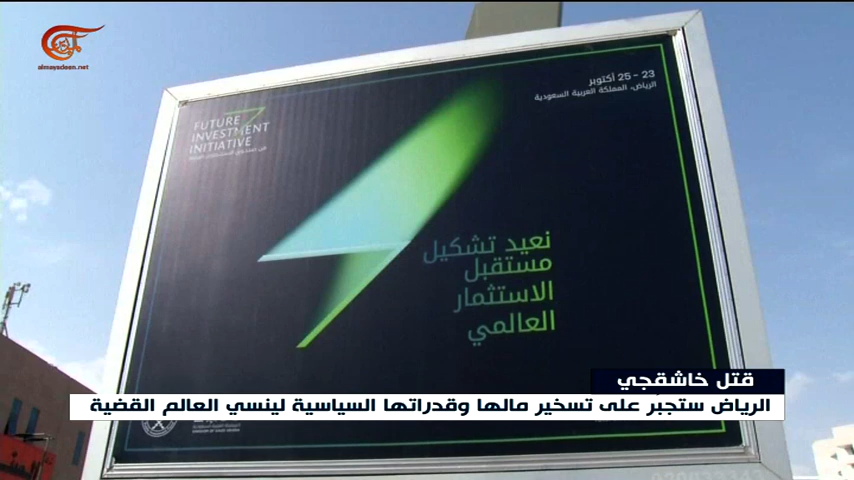 الميادين
almayadeen.net
23 - 25 أكتوبر
الرياض، المملكة العربية السعودية
FUTURE
INVESTMENT
INITIATIVE
نعيد تشكيل
مستقبل
الاستثمار
العالمي
قتل خاشقجي
الرياض ستجبر على تسخير مالها وقدراتها السياسية لينسي العالم القضية